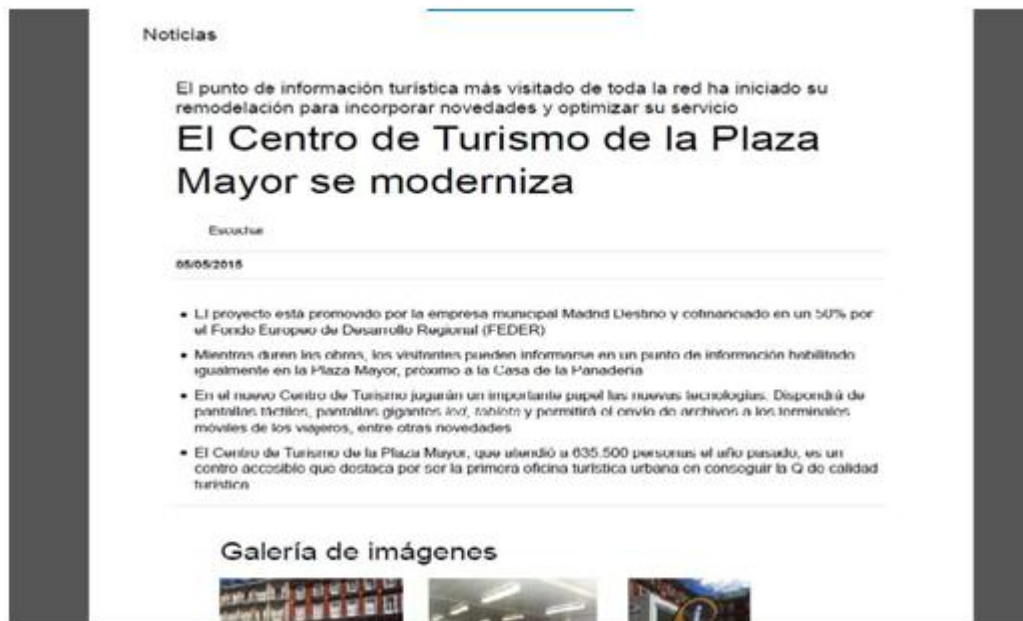 Noticias
El punto de información turística más visitado de toda la red ha iniciado su
remodelación para incorporar novedades y optimizar su servicio
El Centro de Turismo de la Plaza
Mayor se moderniza
Escuchar
05/05/2015
• El proyecto está promovido por la empresa municipal Madrid Destino y cofinanciado en un 50% por
el Fondo Europeo de Desarrollo Regional (FEDER)
• Mientras duren las obras, los visitantes pueden informarse en un punto de información habilitado
igualmente en la Plaza Mayor, próximo a la Casa de la Panadería
• En el nuevo Centro de Turismo jugarán un importante papel las nuevas tecnologías. Dispondrá de
pantallas táctiles, pantallas gigantes led, tablets y permitirá el envío de archivos a los terminales
móviles de los viajeros, entre otras novedades
• El Centro de Turismo de la Plaza Mayor, que atendió a 635.500 personas el año pasado, es un
centro accesible que destaca por ser la primera oficina turística urbana en conseguir la Q de calidad
turística
Galería de imágenes